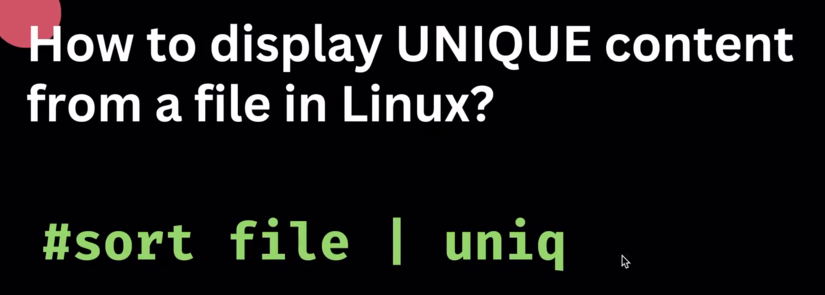 How to display UNIQUE content
from a file in Linux?
#sort file | uniq